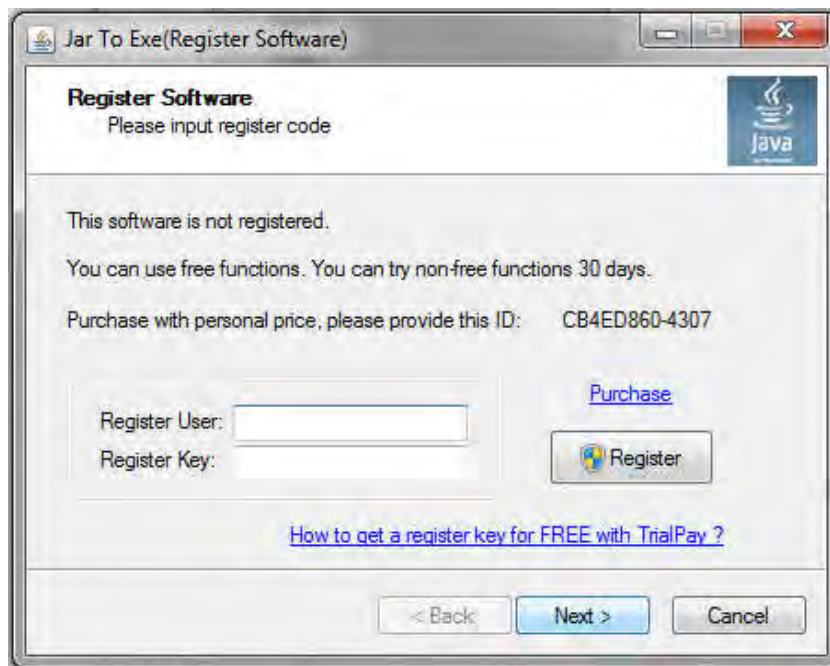 Jar To Exe(Register Software)
Register Software
Please input register code
Java
This software is not registered.
You can use free functions. You can try non-free functions 30 days.
Purchase with personal price, please provide this ID: CB4ED860-4307
Purchase
Register User:
Register Key:
Register
How to get a register key for FREE with TrialPay ?
< Back Next > Cancel